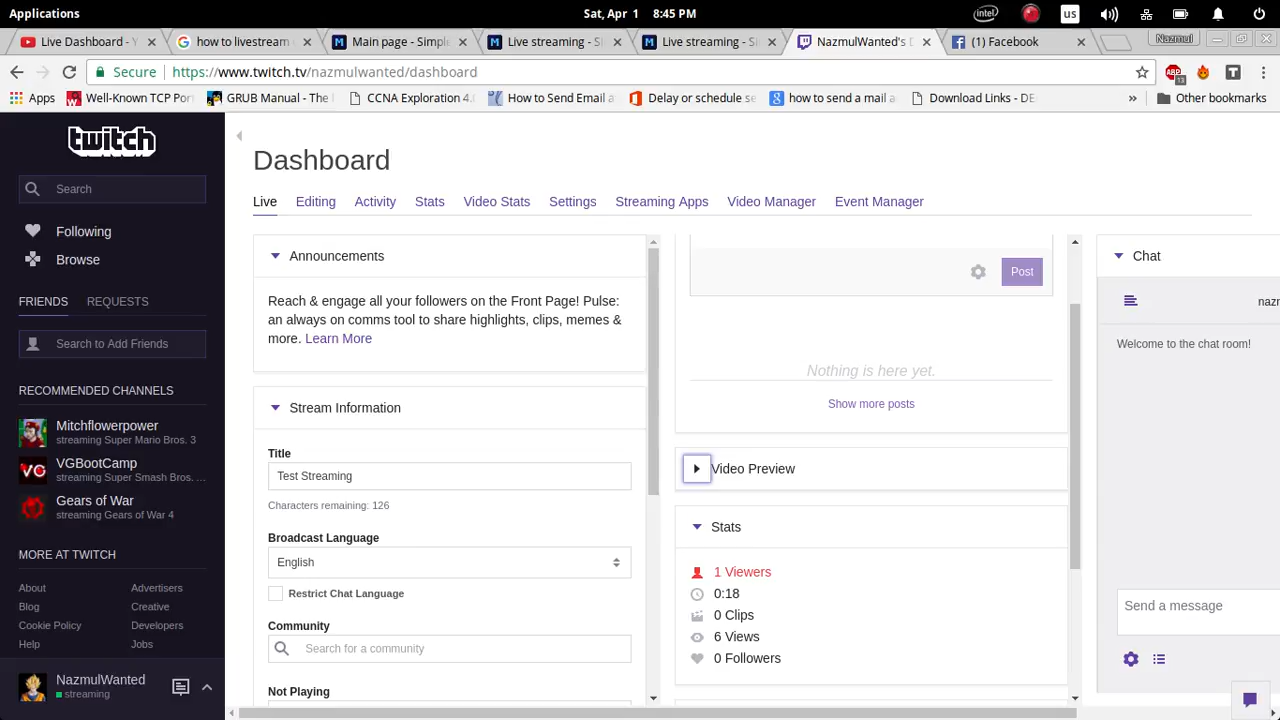 Applications
Sat, Apr 1 8:45 PM
intel
us
Live Dashboard - Y
how to livestream
Main page - Simple
Live streaming - Si
Live streaming - Si
NazmulWanted's D
(1) Facebook
Nazmul
Secure
https://www.twitch.tv/nazmulwanted/dashboard
Apps
Well-Known TCP Por
GRUB Manual - The
CCNA Exploration 4.
How to Send Email a
Delay or schedule se
how to send a mail a
Download Links - DE
Other bookmarks
twitch
Search
Following
Browse
FRIENDS
REQUESTS
Search to Add Friends
RECOMMENDED CHANNELS
Mitchflowerpower
streaming Super Mario Bros. 3
VGBootCamp
streaming Super Smash Bros. …
Gears of War
streaming Gears of War 4
MORE AT TWITCH
About
Advertisers
Blog
Creative
Cookie Policy
Developers
Help
Jobs
NazmulWanted
streaming
Dashboard
Live
Editing
Activity
Stats
Video Stats
Settings
Streaming Apps
Video Manager
Event Manager
Announcements
Reach & engage all your followers on the Front Page! Pulse:
an always on comms tool to share highlights, clips, memes &
more. Learn More
Stream Information
Title
Test Streaming
Characters remaining: 126
Broadcast Language
English
Restrict Chat Language
Community
Search for a community
Not Playing
Post
Nothing is here yet.
Show more posts
Video Preview
Stats
1 Viewers
0:18
0 Clips
6 Views
0 Followers
Chat
nazr
Welcome to the chat room!
Send a message